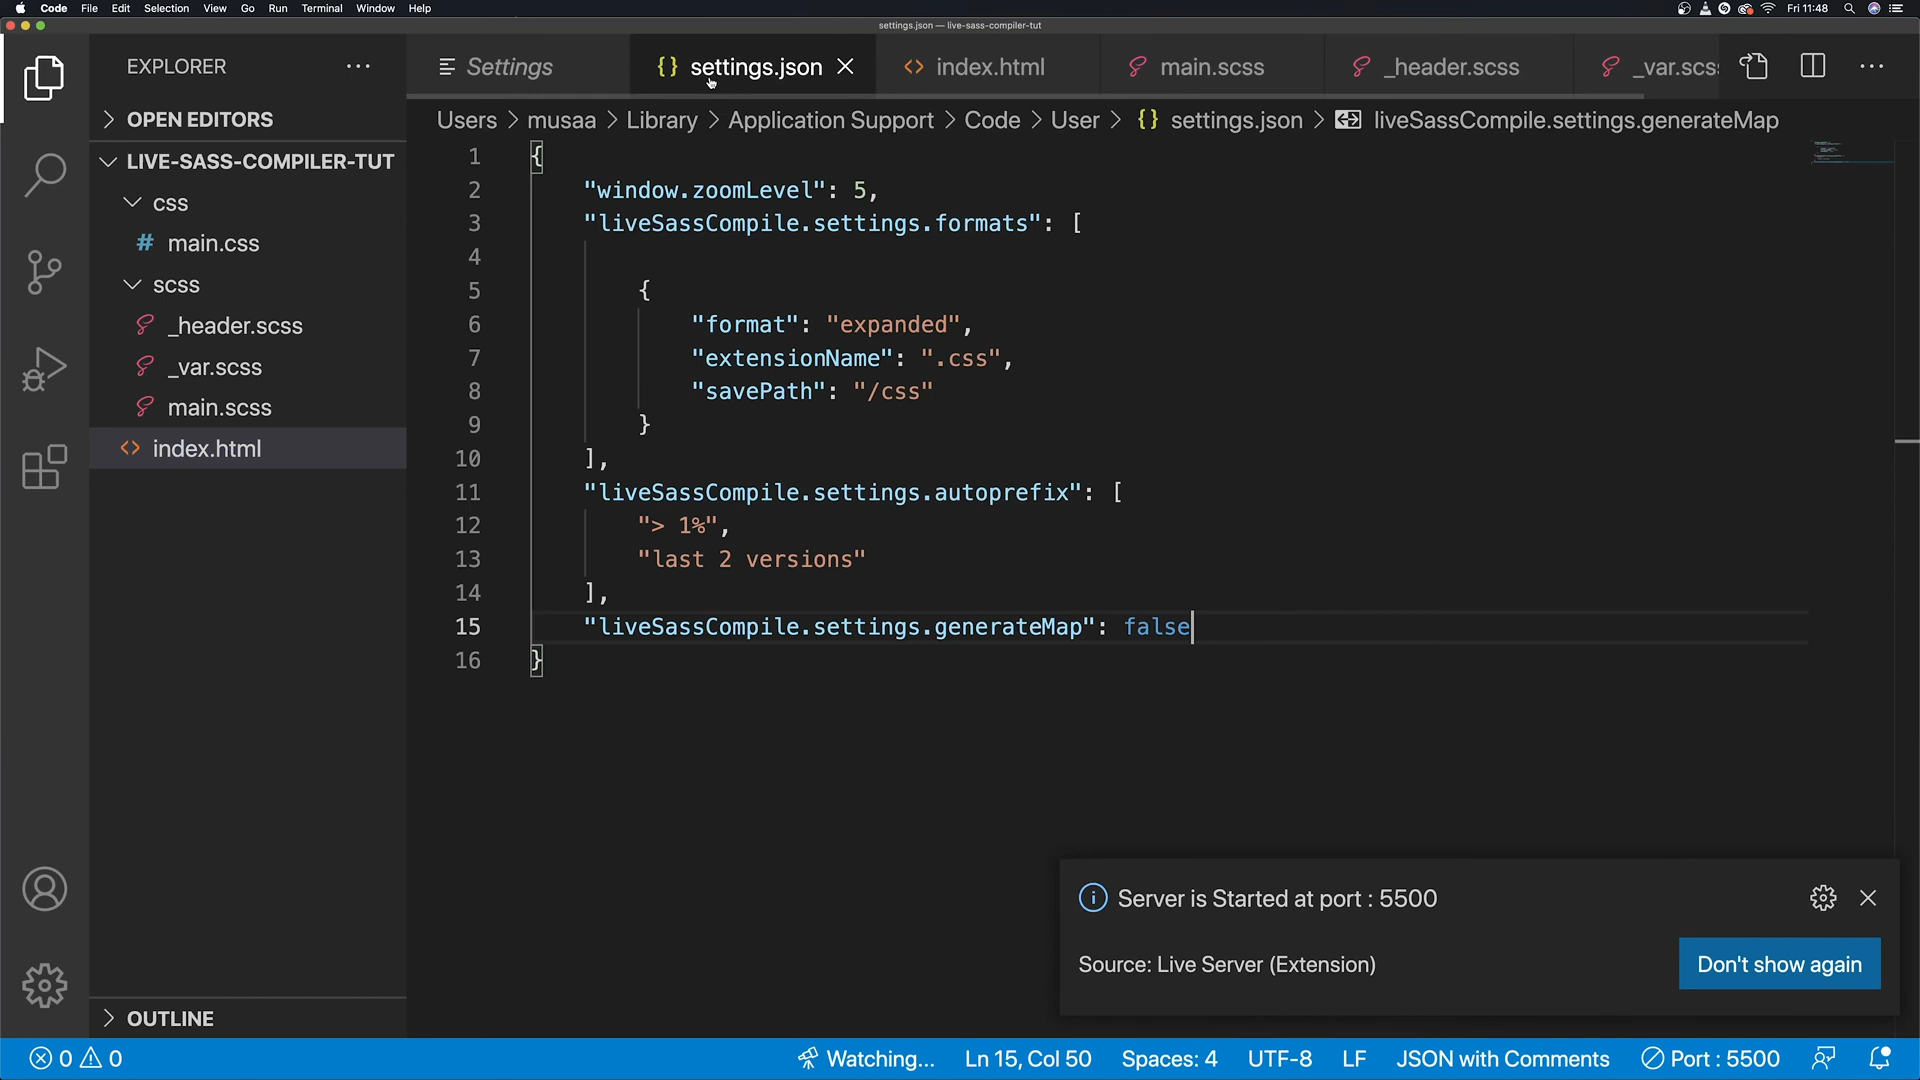 Code File Edit Selection View Go Run Terminal Window Help Fri 11:48
settings.json — live-sass-compiler-tut
EXPLORER
Settings settings.json index.html main.scss _header.scss _var.scs
OPEN EDITORS
Users > musaa > Library > Application Support > Code > User > {} settings.json > liveSassCompile.settings.generateMap
LIVE-SASS-COMPILER-TUT
css
main.css
scss
_header.scss
_var.scss
main.scss
index.html
1 {
2 "window.zoomLevel": 5,
3 "liveSassCompile.settings.formats": [
4
5 {
6 "format": "expanded",
7 "extensionName": ".css",
8 "savePath": "/css"
9 }
10 ],
11 "liveSassCompile.settings.autoprefix": [
12 "> 1%",
13 "last 2 versions"
14 ],
15 "liveSassCompile.settings.generateMap": false
16 }
Server is Started at port : 5500
Source: Live Server (Extension)
Don't show again
OUTLINE
0 0 Watching... Ln 15, Col 50 Spaces: 4 UTF-8 LF JSON with Comments Port : 5500